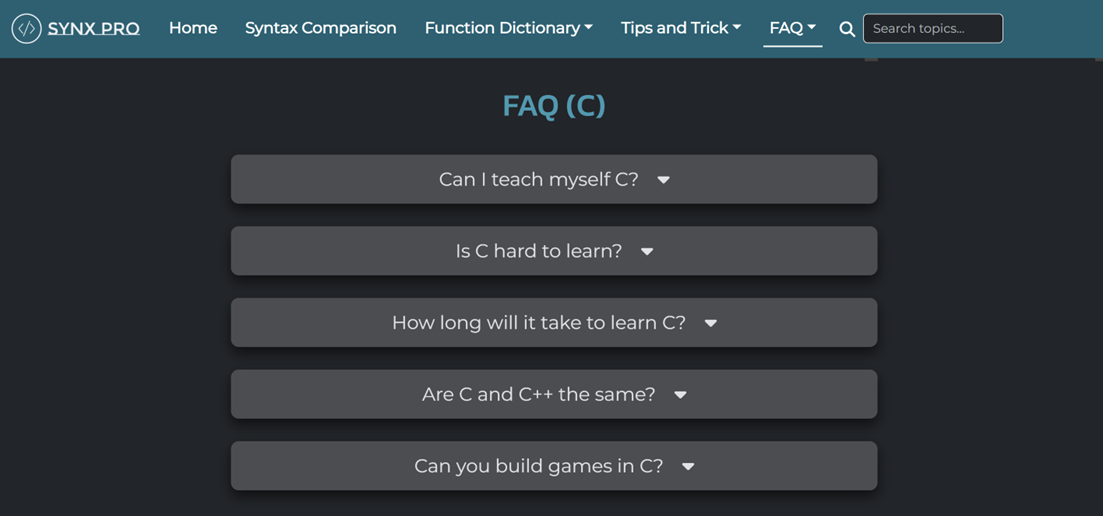 SYNX PRO Home Syntax Comparison Function Dictionary Tips and Trick FAQ Search topics...
FAQ (C)
Can I teach myself C?
Is C hard to learn?
How long will it take to learn C?
Are C and C++ the same?
Can you build games in C?